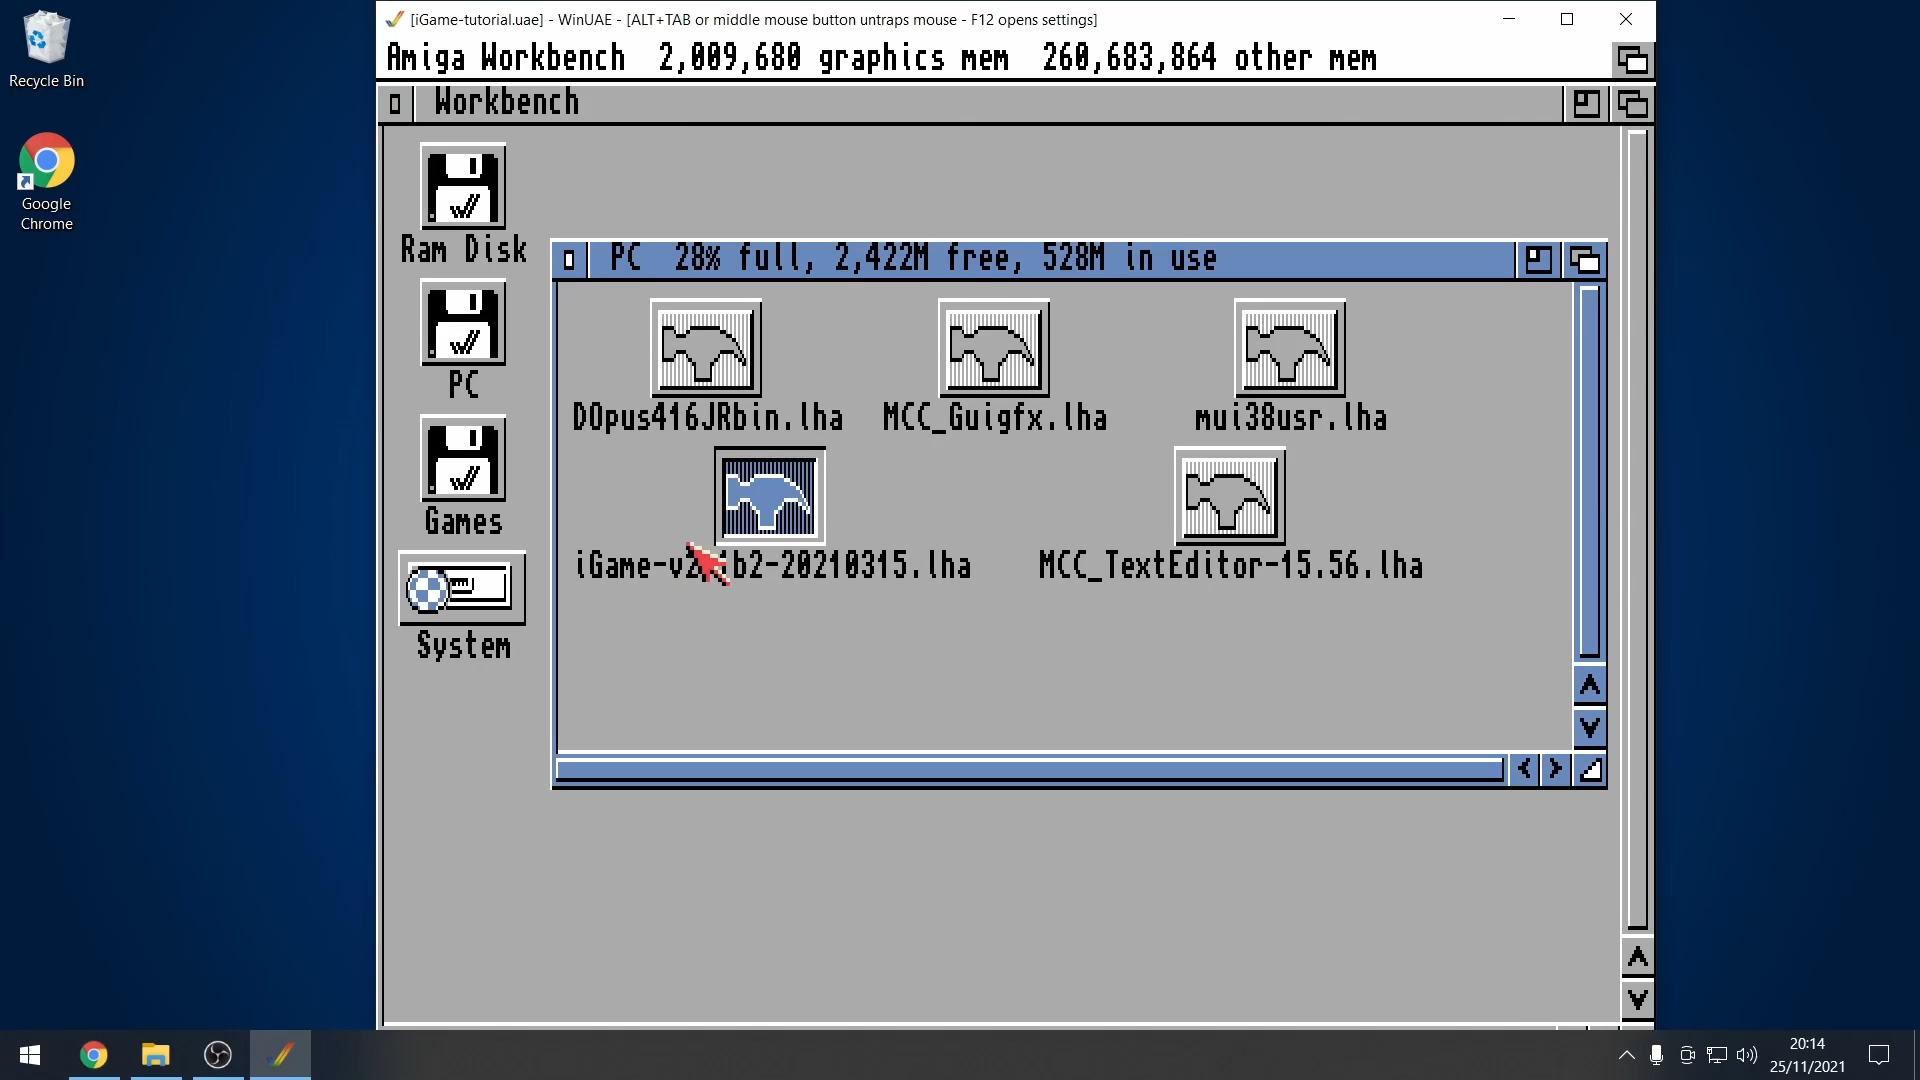 [iGame-tutorial.uae] - WinUAE - [ALT+TAB or middle mouse button untraps mouse - F12 opens settings]
Amiga Workbench 2,009,680 graphics mem 260,683,864 other mem
Workbench
Recycle Bin
Google
Chrome
Ram Disk
PC
Games
System
PC 28% full, 2,422M free, 528M in use
DOpus416JRbin.lha
MCC_Guigfx.lha
mui38usr.lha
MCC_TextEditor-15.56.lha
20:14
25/11/2021